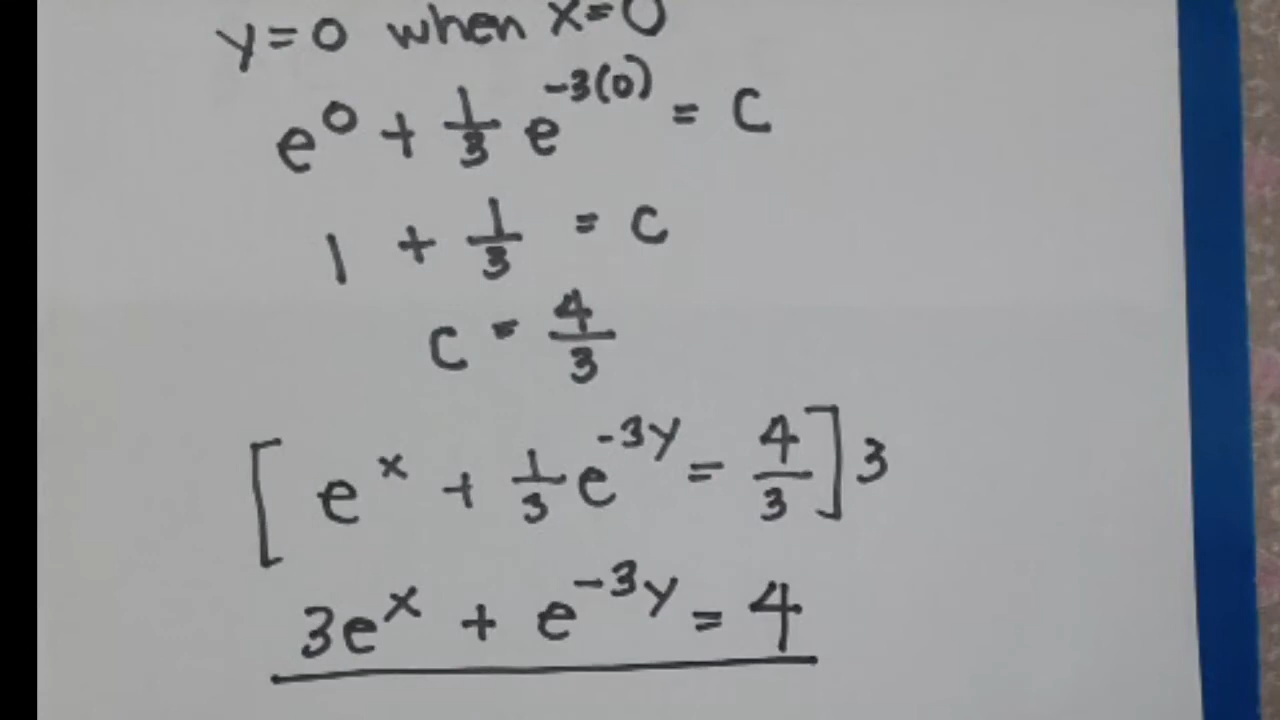 y=0 when x=0
e⁰ + 1/3 e⁻³⁽⁰⁾ = C
1 + 1/3 = C
C = 4/3
[eˣ + 1/3 e⁻³ʸ = 4/3] 3
3eˣ + e⁻³ʸ = 4